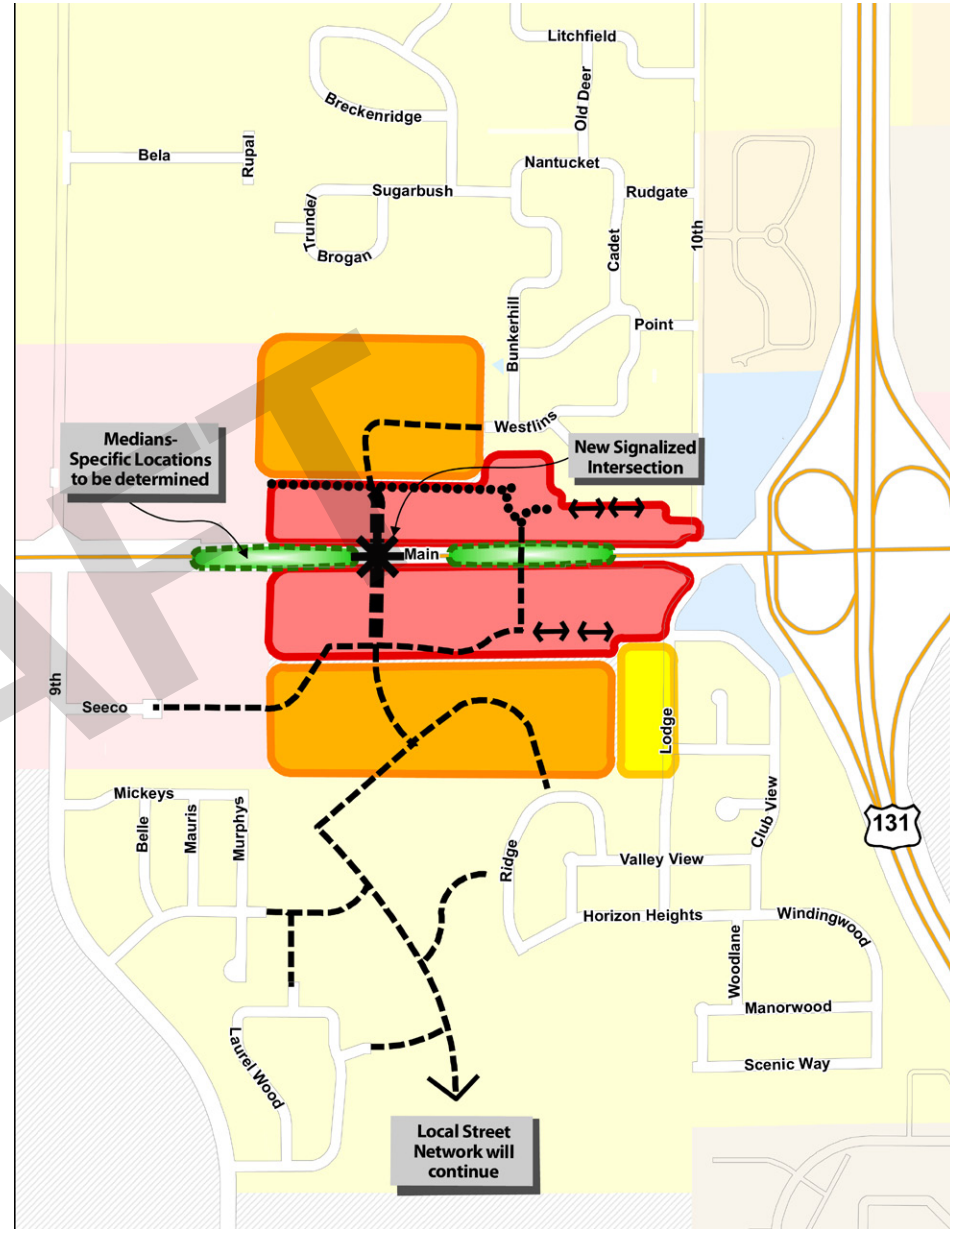 Litchfield
Old Deer
Breckenridge
Bela
Rupal
Nantucket
Sugarbush
Rudgate
Trundel
Brogan
Cadet
10th
Bunkerhill
Point
Westlins
Medians-
Specific Locations
to be determined
New Signalized
Intersection
Main
9th
Seeco
Lodge
Mickeys
Belle
Mauris
Murphys
Club View
131
Ridge
Valley View
Horizon Heights
Windingwood
Woodlane
Manorwood
Scenic Way
Laurel Wood
Local Street
Network will
continue
AFT